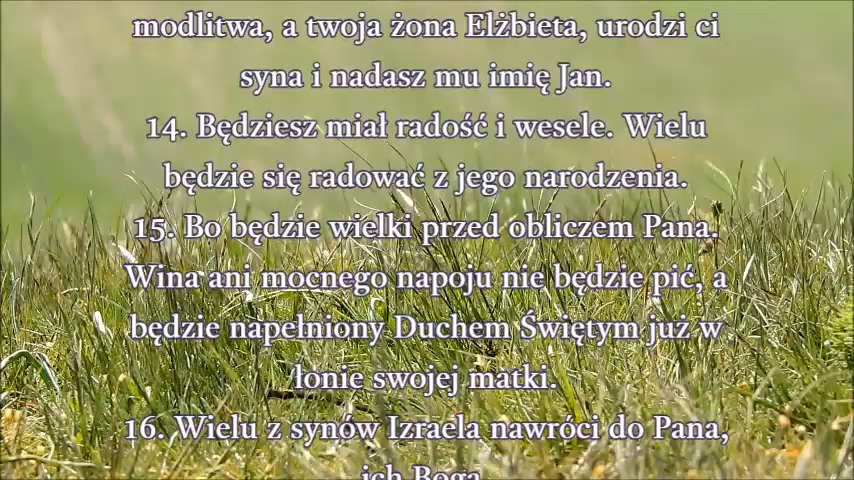 modlitwa, a twoja żona Elżbieta, urodzi ci
syna i nadasz mu imię Jan.
14. Będziesz miał radość i wesele. Wielu
będzie się radować z jego narodzenia.
15. Bo będzie wielki przed obliczem Pana.
Wina ani mocnego napoju nie będzie pić, a
będzie napełniony Duchem Świętym już w
łonie swojej matki.
16. Wielu z synów Izraela nawróci do Pana,
ich Boga.